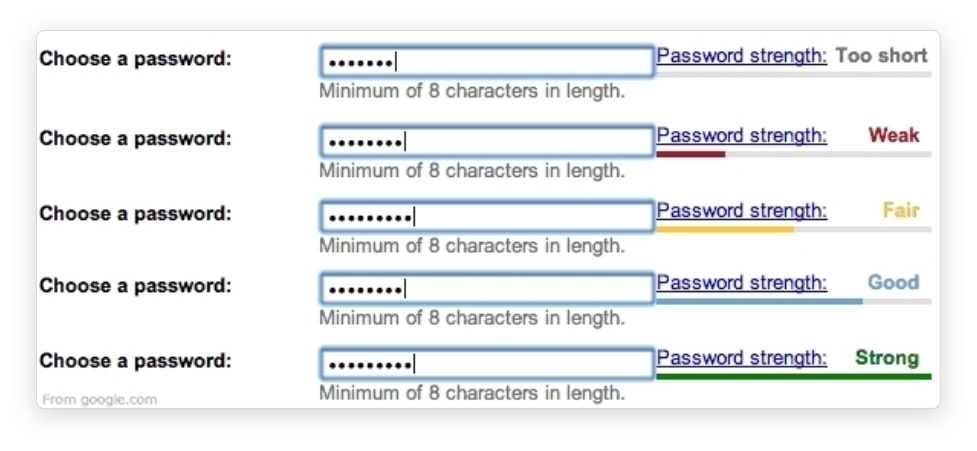 Choose a password: •••••••| Password strength: Too short
Minimum of 8 characters in length.
Choose a password: ••••••••| Password strength: Weak
Minimum of 8 characters in length.
Choose a password: •••••••••| Password strength: Fair
Minimum of 8 characters in length.
Choose a password: ••••••••| Password strength: Good
Minimum of 8 characters in length.
Choose a password: •••••••••| Password strength: Strong
Minimum of 8 characters in length.
From google.com